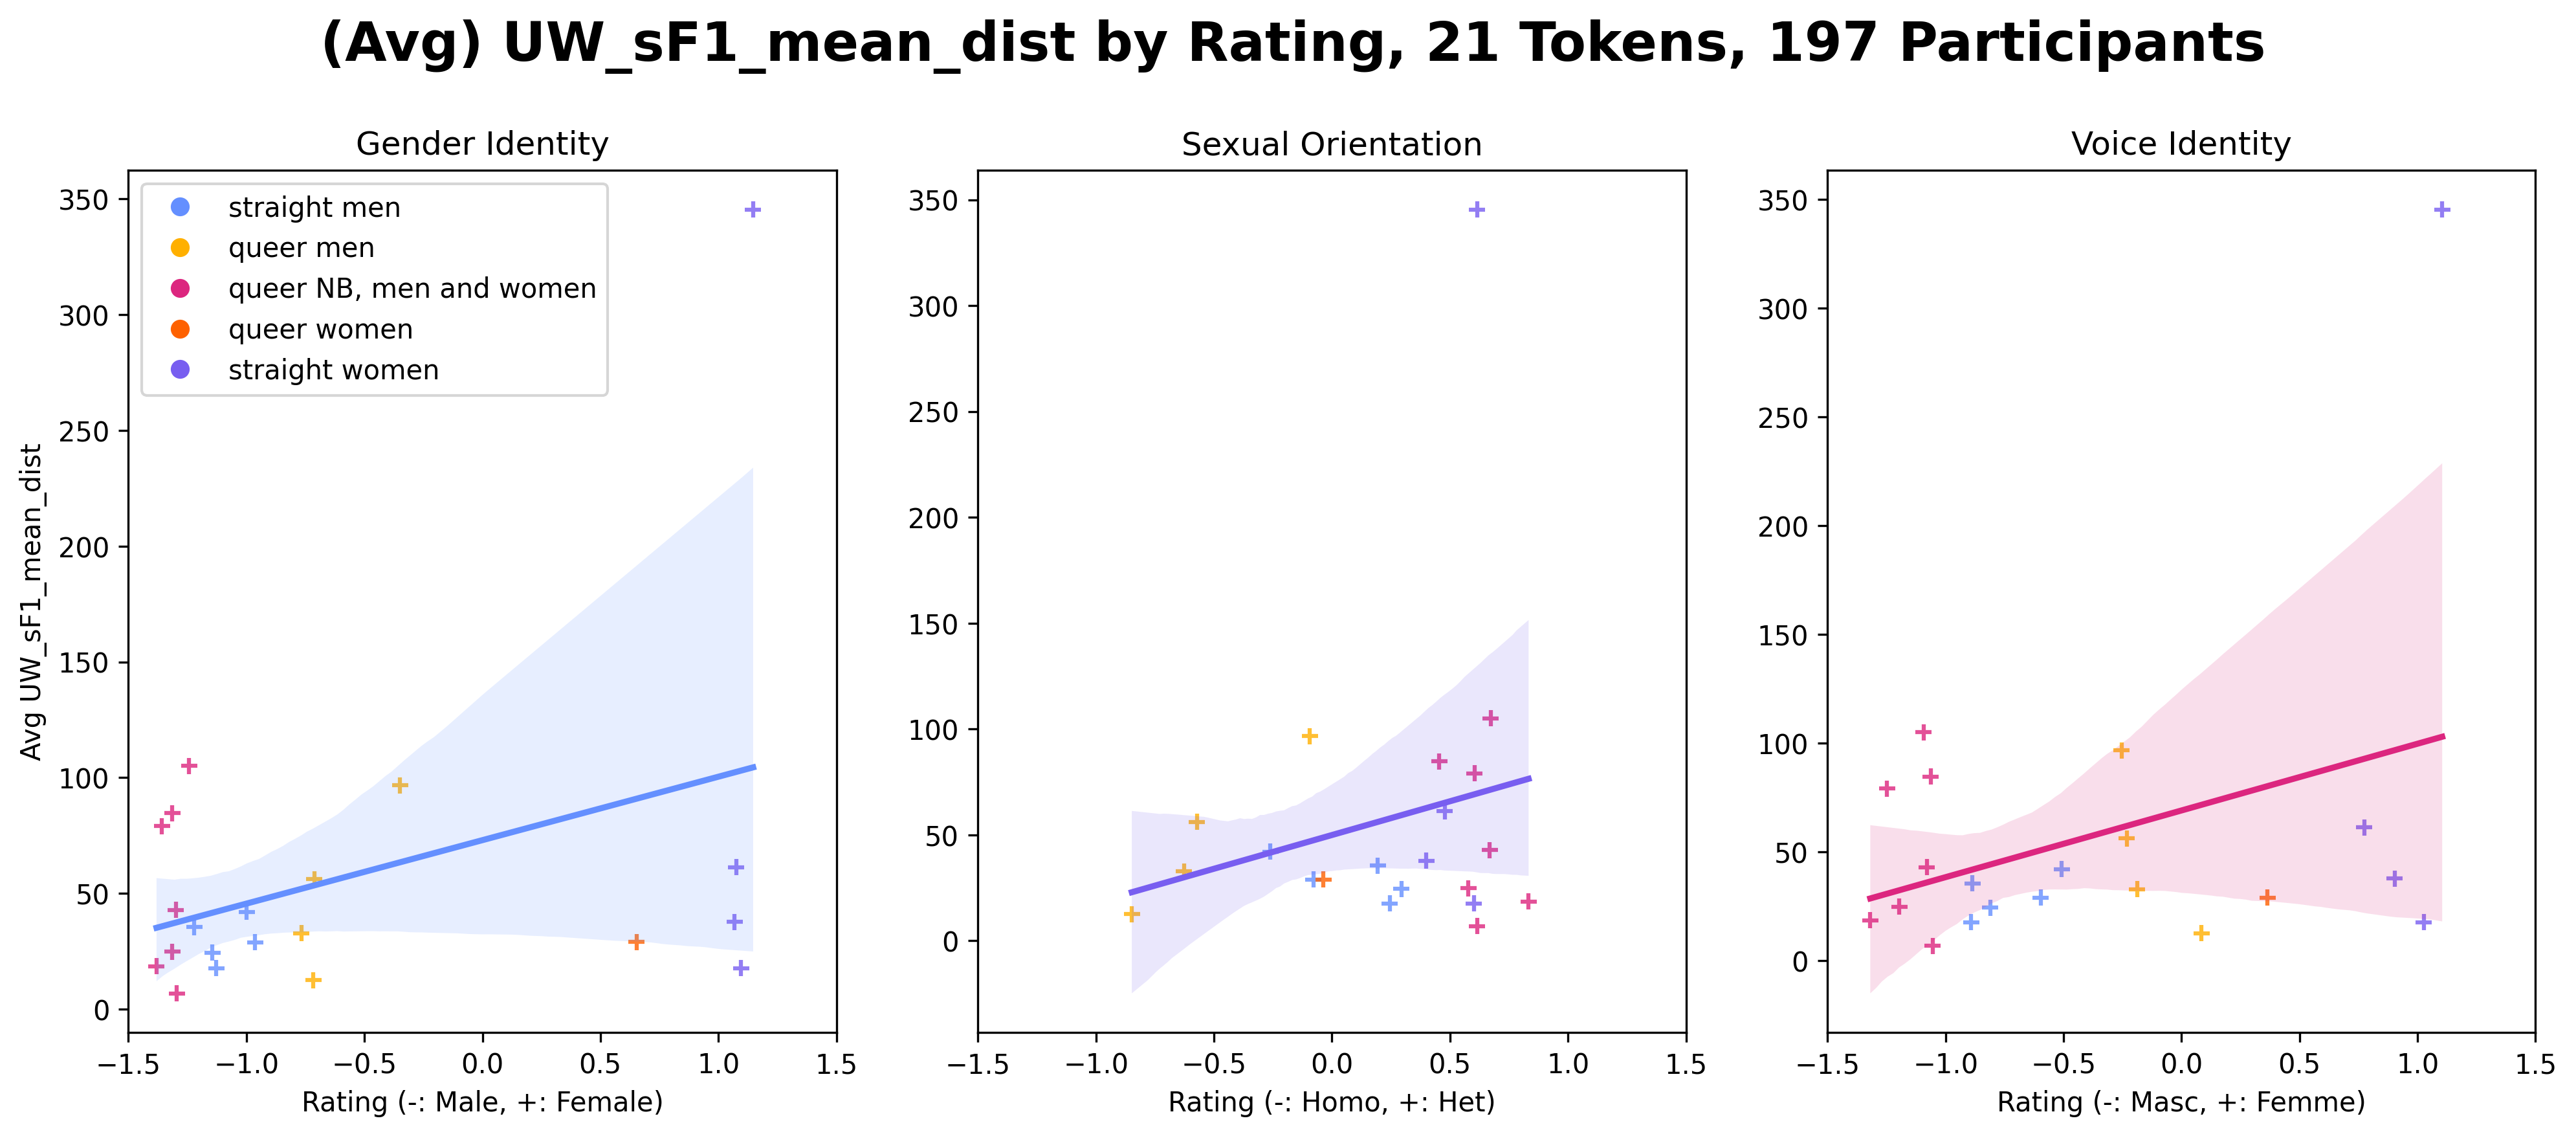 (Avg) UW_sF1_mean_dist by Rating, 21 Tokens, 197 Participants
Gender Identity
straight men
queer men
queer NB, men and women
queer women
straight women
Avg UW_sF1_mean_dist
350
300
250
200
150
100
50
0
−1.5 −1.0 −0.5 0.0 0.5 1.0 1.5
Rating (-: Male, +: Female)
Sexual Orientation
350
300
250
200
150
100
50
0
−1.5 −1.0 −0.5 0.0 0.5 1.0 1.5
Rating (-: Homo, +: Het)
Voice Identity
350
300
250
200
150
100
50
0
−1.5 −1.0 −0.5 0.0 0.5 1.0 1.5
Rating (-: Masc, +: Femme)